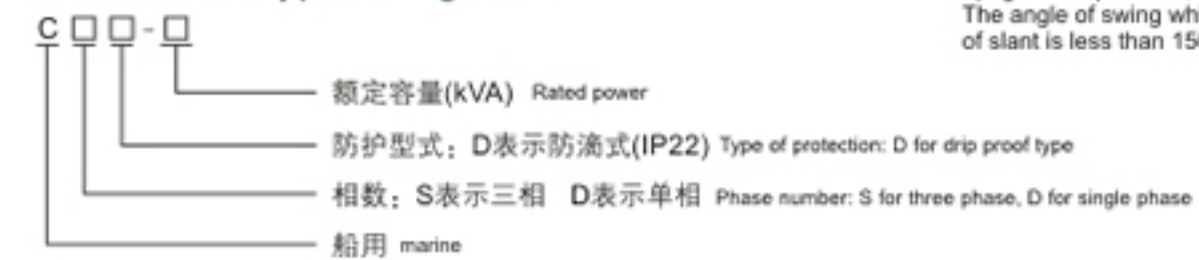 The angle of swing whi
of slant is less than 15
C□□-□
额定容量(kVA) Rated power
防护型式：D表示防滴式(IP22) Type of protection: D for drip proof type
相数：S表示三相 D表示单相 Phase number: S for three phase, D for single phase
船用 marine